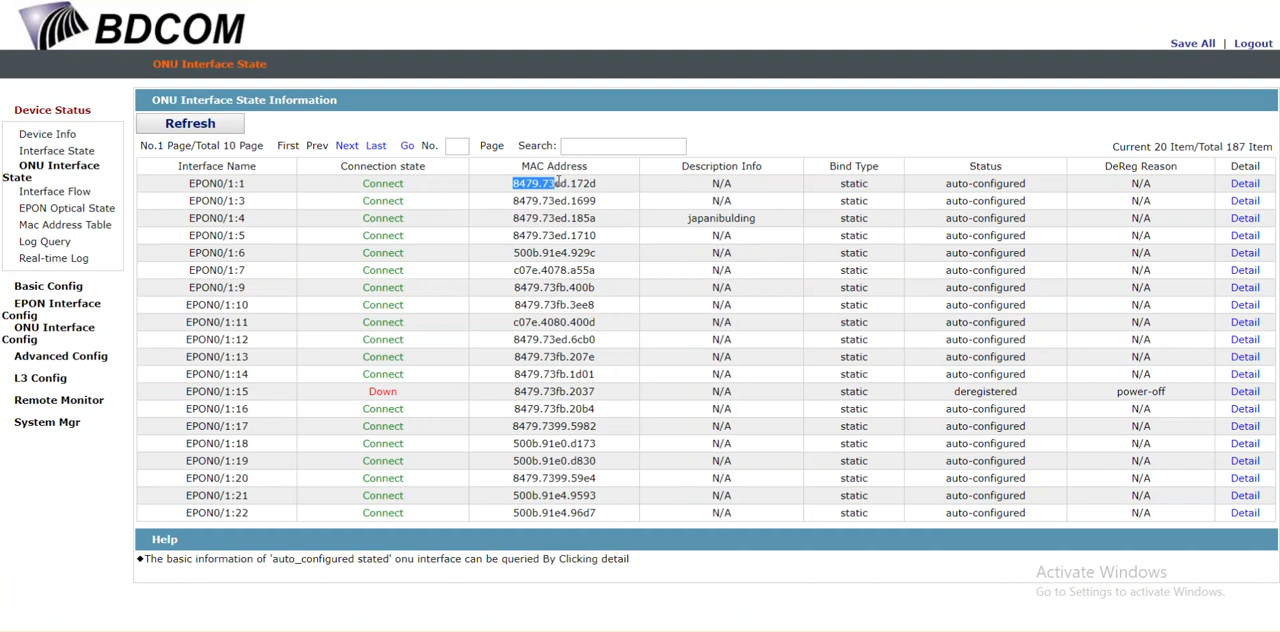 BDCOM
Save All | Logout
ONU Interface State
Device Status
Device Info
Interface State
ONU Interface
State
Interface Flow
EPON Optical State
Mac Address Table
Log Query
Real-time Log
Basic Config
EPON Interface
Config
ONU Interface
Config
Advanced Config
L3 Config
Remote Monitor
System Mgr
ONU Interface State Information
Refresh
No.1 Page/Total 10 Page First Prev Next Last Go No. Page Search: Current 20 Item/Total 187 Item
Interface Name Connection state MAC Address Description Info Bind Type Status DeReg Reason Detail
EPON0/1:1 Connect 8479.73ed.172d N/A static auto-configured N/A Detail
EPON0/1:3 Connect 8479.73ed.1699 N/A static auto-configured N/A Detail
EPON0/1:4 Connect 8479.73ed.185a japanibulding static auto-configured N/A Detail
EPON0/1:5 Connect 8479.73ed.1710 N/A static auto-configured N/A Detail
EPON0/1:6 Connect 500b.91e4.929c N/A static auto-configured N/A Detail
EPON0/1:7 Connect c07e.4078.a55a N/A static auto-configured N/A Detail
EPON0/1:9 Connect 8479.73fb.400b N/A static auto-configured N/A Detail
EPON0/1:10 Connect 8479.73fb.3ee8 N/A static auto-configured N/A Detail
EPON0/1:11 Connect c07e.4080.400d N/A static auto-configured N/A Detail
EPON0/1:12 Connect 8479.73ed.6cb0 N/A static auto-configured N/A Detail
EPON0/1:13 Connect 8479.73fb.207e N/A static auto-configured N/A Detail
EPON0/1:14 Connect 8479.73fb.1d01 N/A static auto-configured N/A Detail
EPON0/1:15 Down 8479.73fb.2037 N/A static deregistered power-off Detail
EPON0/1:16 Connect 8479.73fb.20b4 N/A static auto-configured N/A Detail
EPON0/1:17 Connect 8479.7399.5982 N/A static auto-configured N/A Detail
EPON0/1:18 Connect 500b.91e0.d173 N/A static auto-configured N/A Detail
EPON0/1:19 Connect 500b.91e0.d830 N/A static auto-configured N/A Detail
EPON0/1:20 Connect 8479.7399.59e4 N/A static auto-configured N/A Detail
EPON0/1:21 Connect 500b.91e4.9593 N/A static auto-configured N/A Detail
EPON0/1:22 Connect 500b.91e4.96d7 N/A static auto-configured N/A Detail
Help
◆The basic information of 'auto_configured stated' onu interface can be queried By Clicking detail
Activate Windows
Go to Settings to activate Windows.